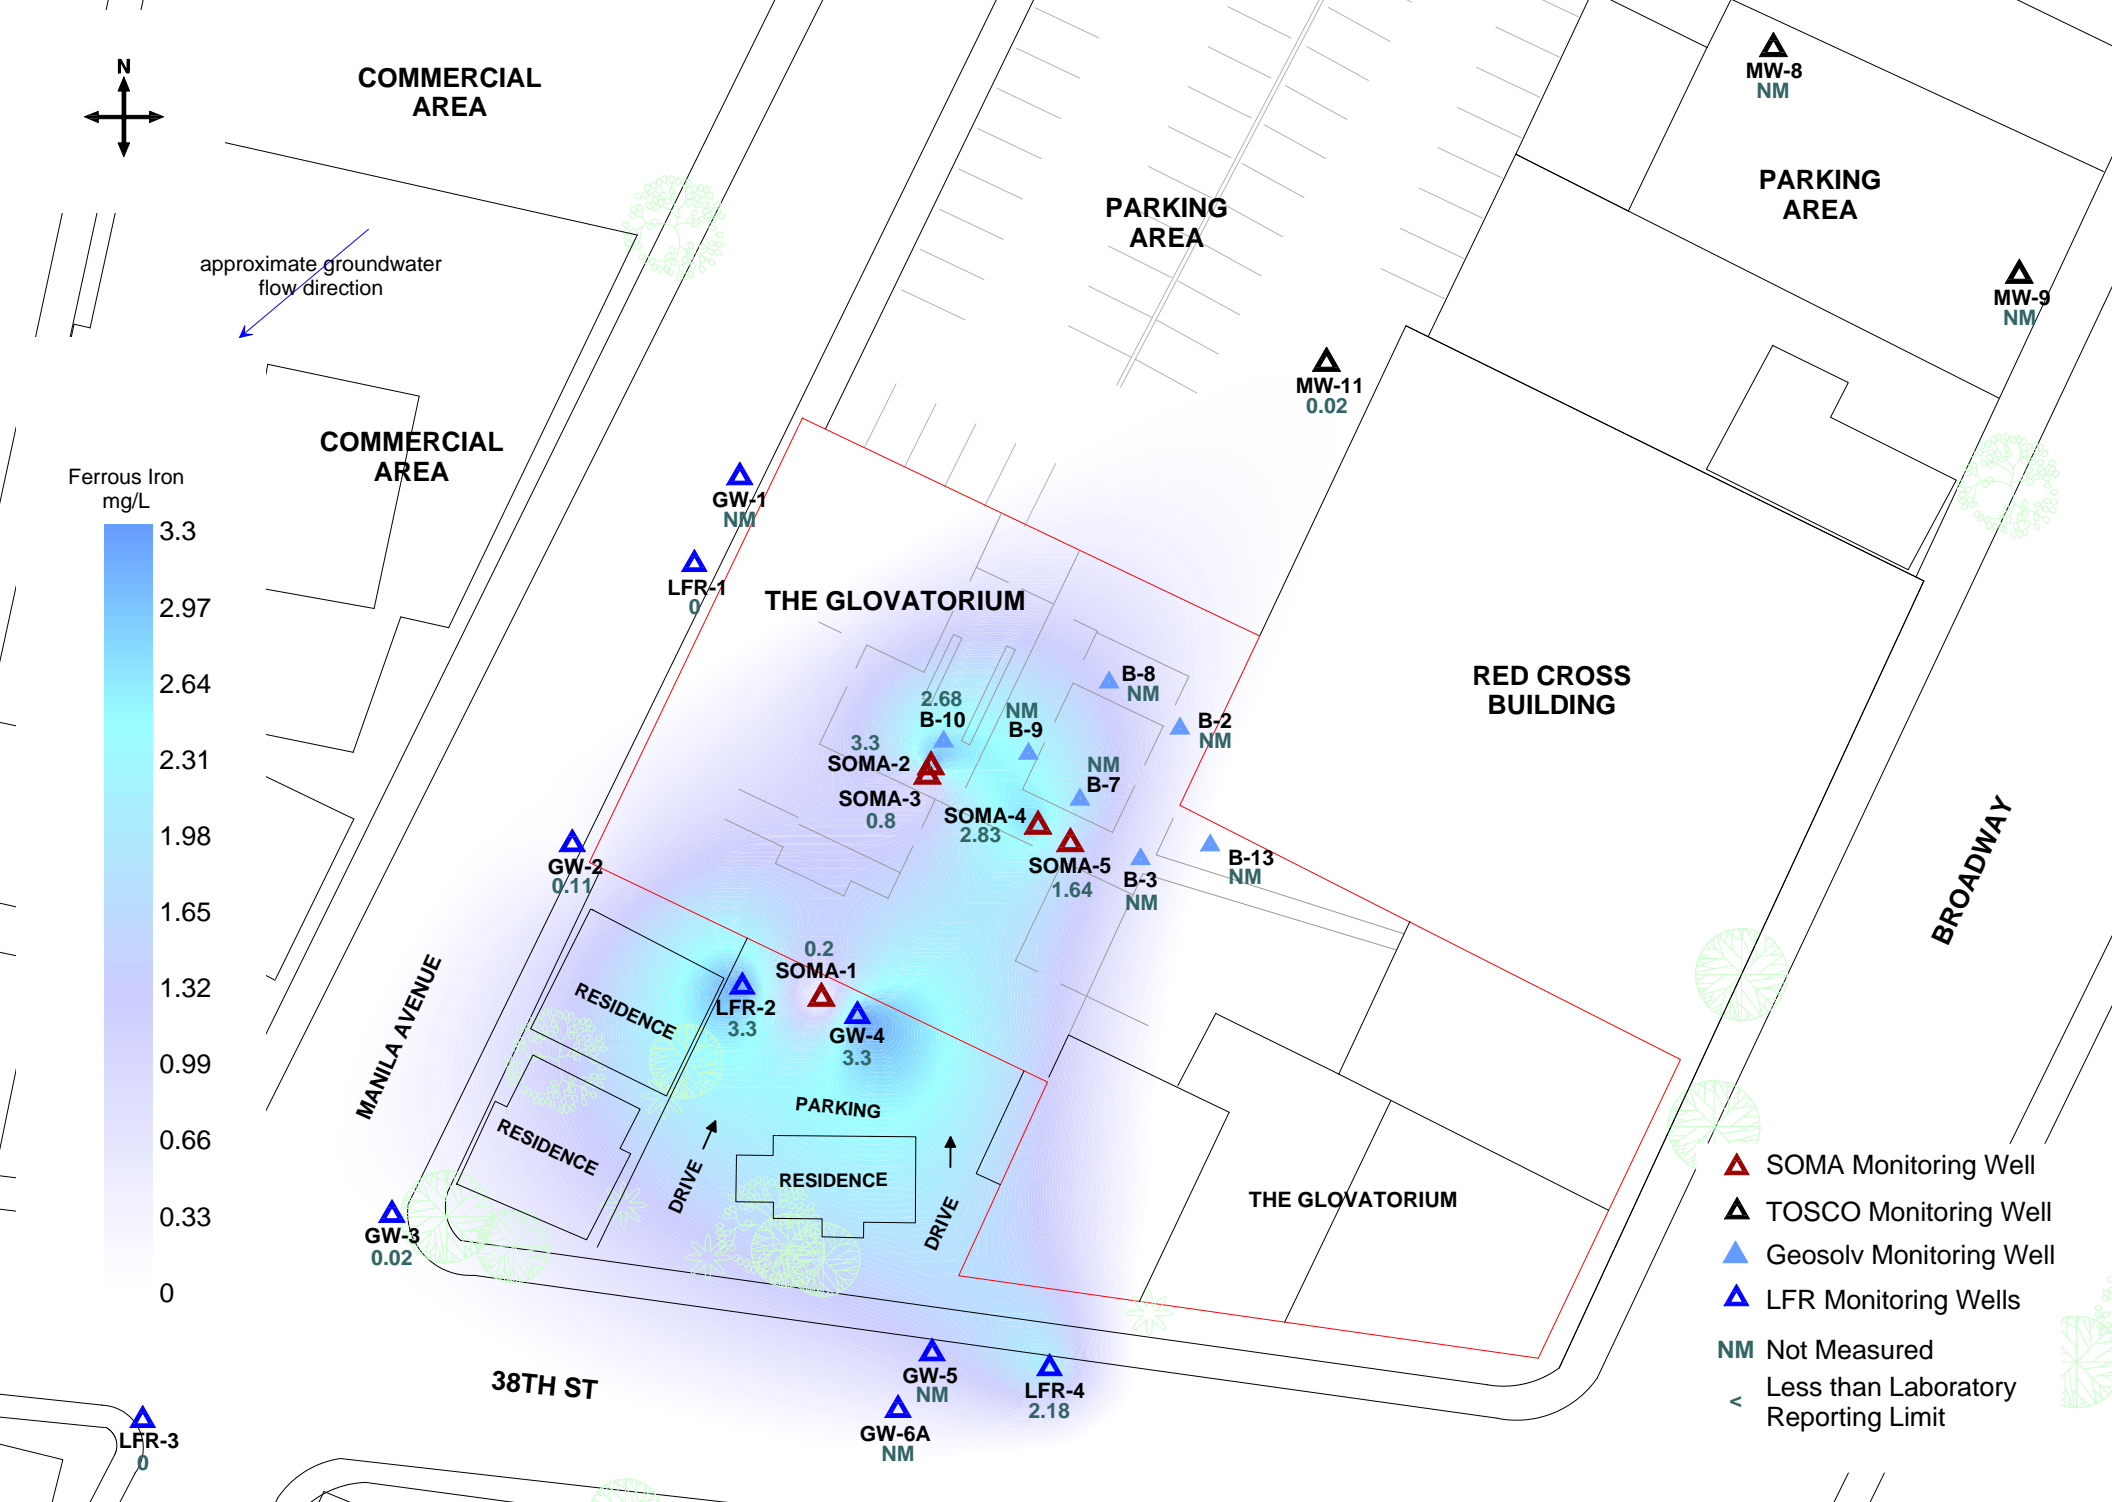 N
COMMERCIAL
AREA
MW-8
NM
PARKING
AREA
PARKING
AREA
approximate groundwater
flow direction
MW-9
NM
MW-11
0.02
COMMERCIAL
AREA
Ferrous Iron
mg/L
3.3
2.97
2.64
2.31
1.98
1.65
1.32
0.99
0.66
0.33
0
GW-1
NM
LFR-1
0
THE GLOVATORIUM
RED CROSS
BUILDING
B-8
NM
2.68
B-10
NM
B-9
B-2
NM
3.3
SOMA-2
NM
B-7
SOMA-3
0.8
SOMA-4
2.83
SOMA-5
1.64
B-3
NM
B-13
NM
GW-2
0.11
BROADWAY
0.2
SOMA-1
RESIDENCE
LFR-2
3.3
GW-4
3.3
MANILA AVENUE
PARKING
RESIDENCE
DRIVE
RESIDENCE
DRIVE
THE GLOVATORIUM
GW-3
0.02
SOMA Monitoring Well
TOSCO Monitoring Well
Geosolv Monitoring Well
LFR Monitoring Wells
NM Not Measured
< Less than Laboratory
Reporting Limit
38TH ST
GW-5
NM
LFR-4
2.18
GW-6A
NM
LFR-3
0